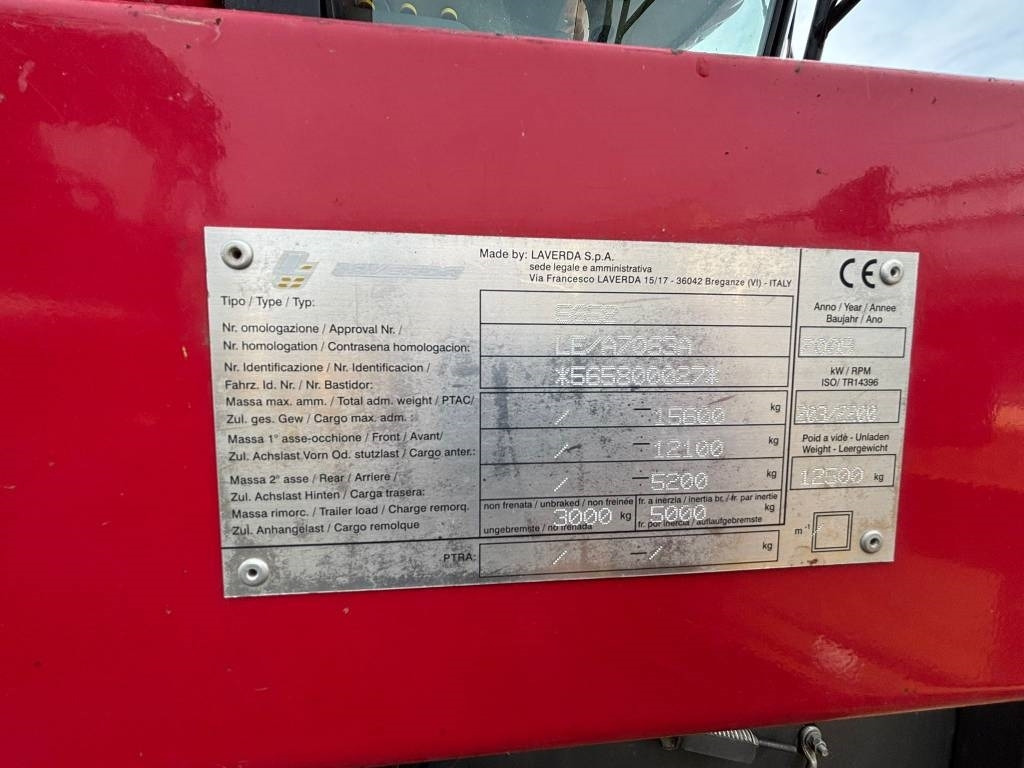 Made by: LAVERDA S.p.A.
sede legale e amministrativa
Via Francesco LAVERDA 15/17 - 36042 Breganze (VI) - ITALY
CE
Tipo / Type / Typ:
Anno / Year / Annee
Baujahr / Ano
Nr. omologazione / Approval Nr. /
Nr. homologation / Contrasena homologacion:
Nr. Identificazione / Nr. Identificacion /
Fahrz. Id. Nr. / Nr. Bastidor:
*565800027*
kW / RPM
ISO/ TR14396
203/2200
Massa max. amm. / Total adm. weight / PTAC/
Zul. ges. Gew / Cargo max. adm. :
/ - 15600 kg
Massa 1° asse-occhione / Front / Avant/
Zul. Achslast.Vorn Od. stutzlast / Cargo anter.:
/ - 12100 kg
Poid a vidé - Unladen
Weight - Leergewicht
12500 kg
Massa 2° asse / Rear / Arriere /
Zul. Achslast Hinten / Carga trasera:
/ - 5200 kg
Massa rimorc. / Trailer load / Charge remorq.
Zul. Anhangelast / Cargo remolque
non frenata / unbraked / non freinée
3000 kg
ungebremste / no frenada
fr. a inerzia / inertia br. / fr. par inertie
5000 kg
fr. por inercia / auflaufgebremste
m⁻¹ /
PTRA: / - / kg